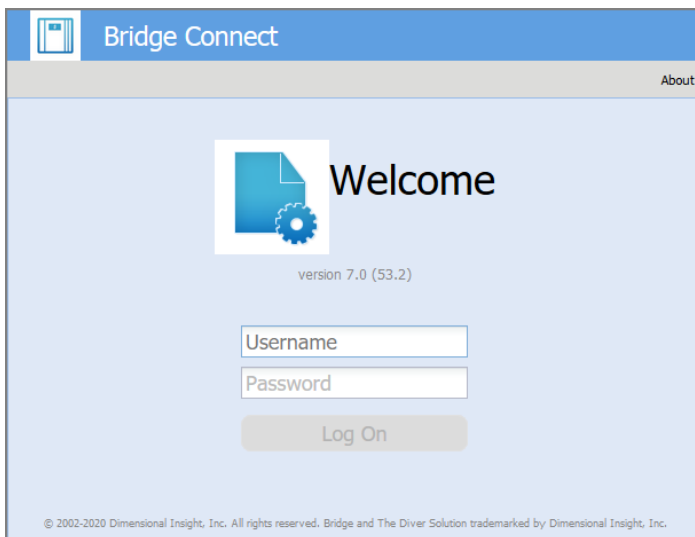 Bridge Connect
About
Welcome
version 7.0 (53.2)
Username
Password
Log On
© 2002-2020 Dimensional Insight, Inc. All rights reserved. Bridge and The Diver Solution trademarked by Dimensional Insight, Inc.